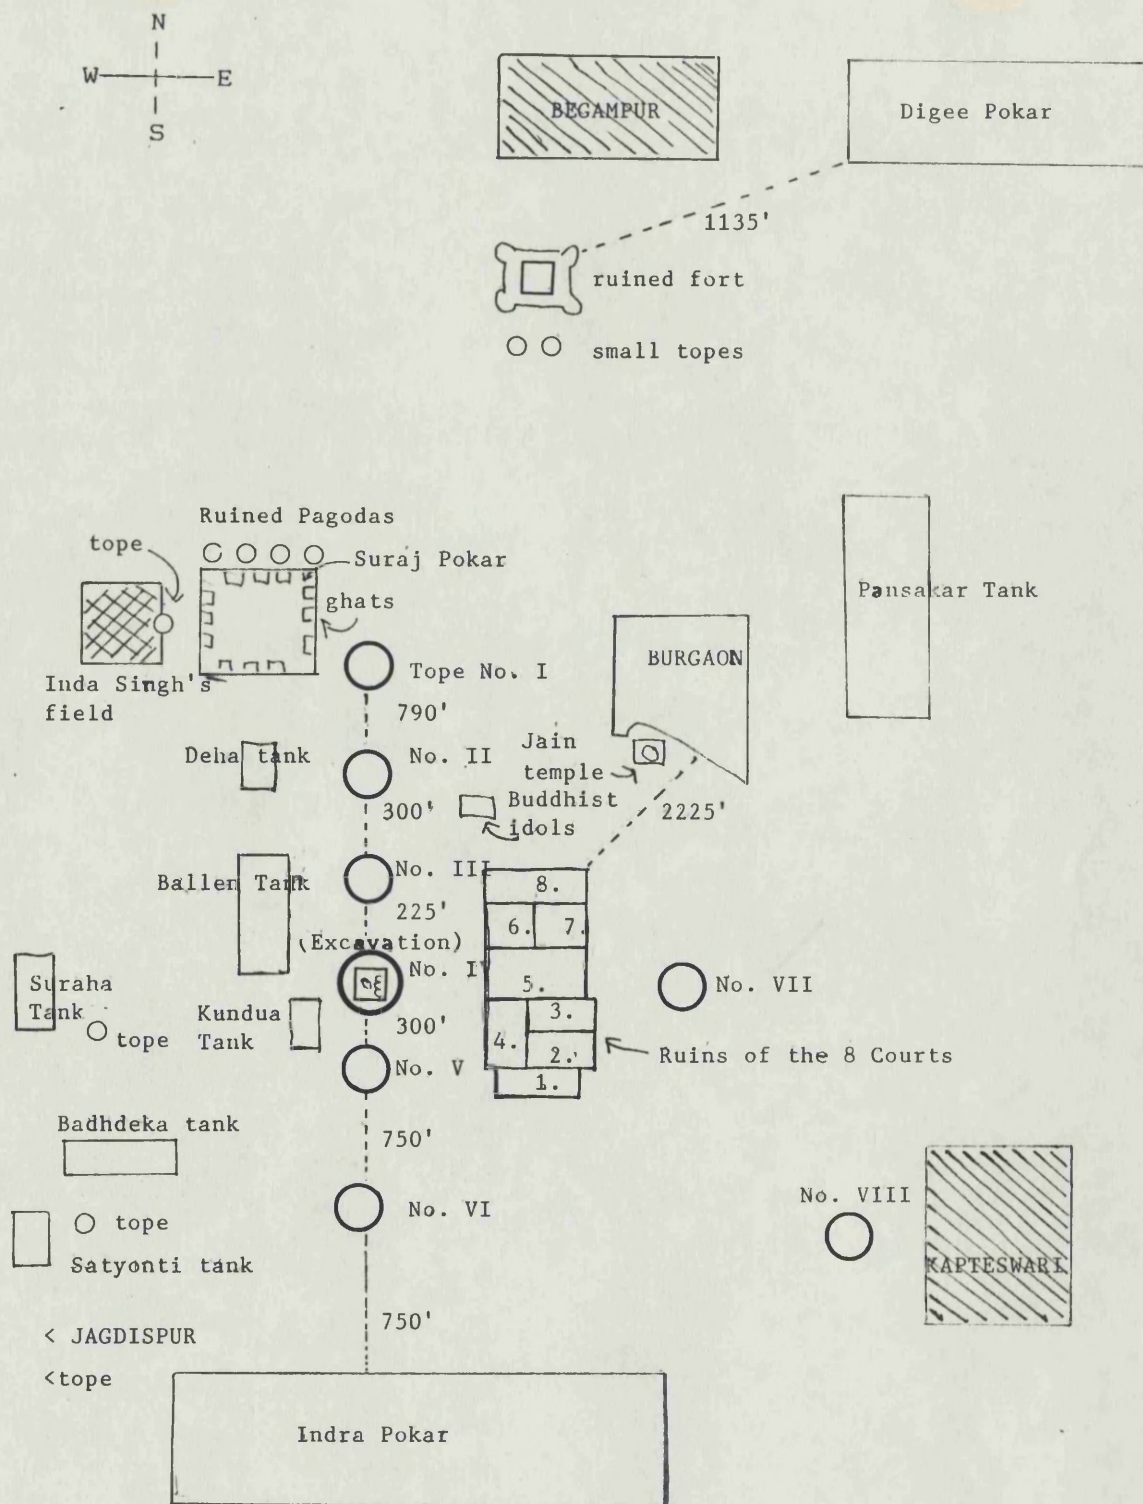 N
W E
S
BEGAMPUR
Digee Pokar
1135'
ruined fort
small topes
Ruined Pagodas
tope
Suraj Pokar
ghats
Pansakar Tank
BURGAON
Tope No. I
Inda Singh's
field
790'
Deha tank
No. II
Jain
temple
300'
Buddhist
idols
2225'
Ballen Tank
No. III
8.
225'
6. 7.
(Excavation)
No. IV
5.
No. VII
Suraha
Tank
tope
Kundua
Tank
300'
3.
4.
2.
Ruins of the 8 Courts
No. V
1.
Badhdeka tank
750'
No. VI
No. VIII
tope
Satyonti tank
KAPTESWARI
750'
< JAGDISPUR
<tope
Indra Pokar